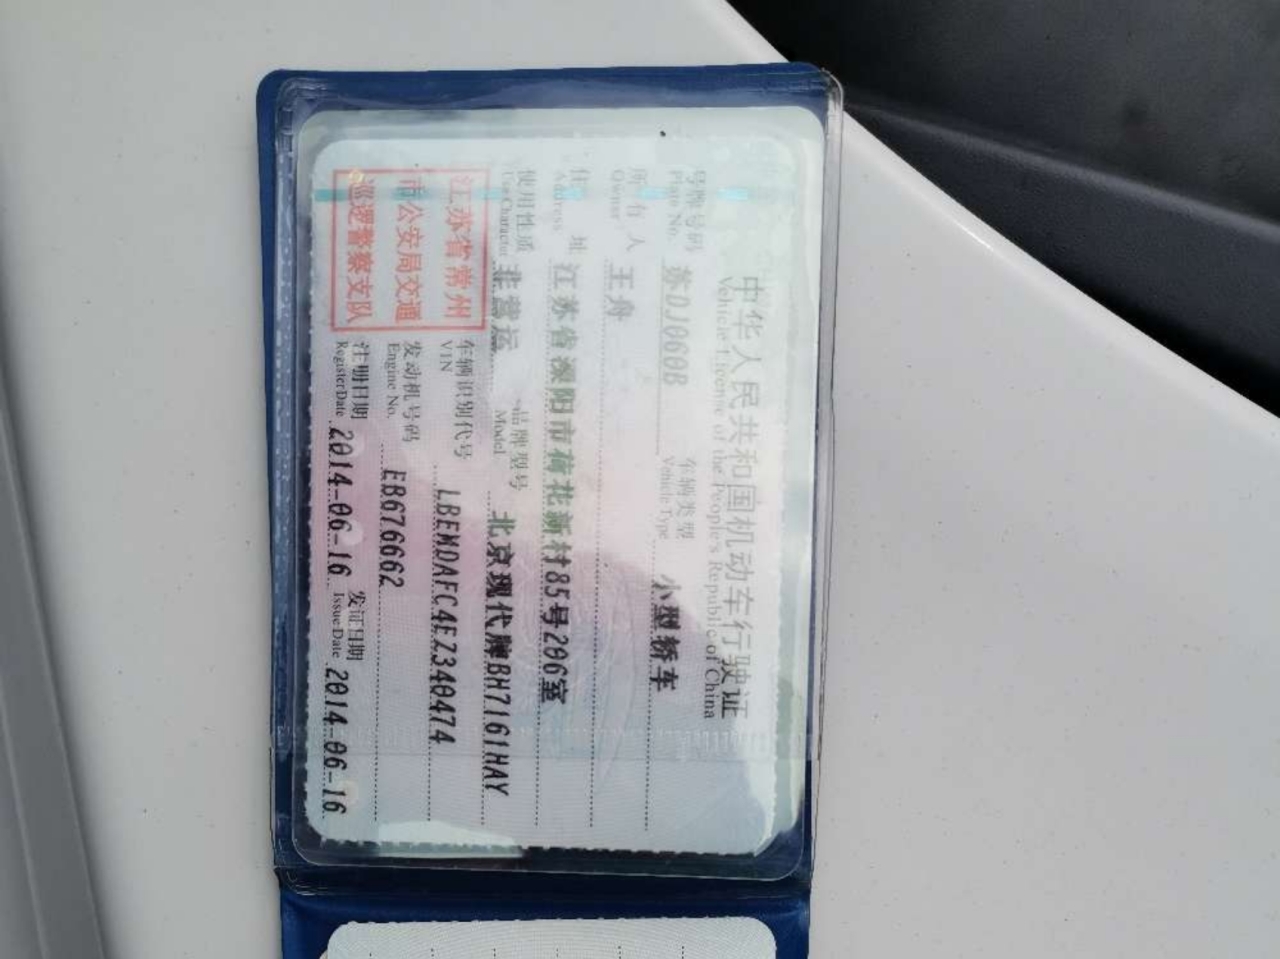 中华人民共和国机动车行驶证
Vehicle License of the People's Republic of China
号牌号码 苏DJ060B 车辆类型 小型轿车
Plate No. Vehicle Type
所有人 王舟
Owner
住址 江苏省溧阳市荷花新村85号206室
Address
使用性质 非营运 品牌型号 北京现代牌BH7161HAY
Use Character Model
江苏省常州
市公安局交通
巡逻警察支队
车辆识别代号 LBEMDAFC4EZ340474
VIN
发动机号码 EB676662
Engine No.
注册日期 2014-06-16 发证日期 2014-06-16
Register Date Issue Date